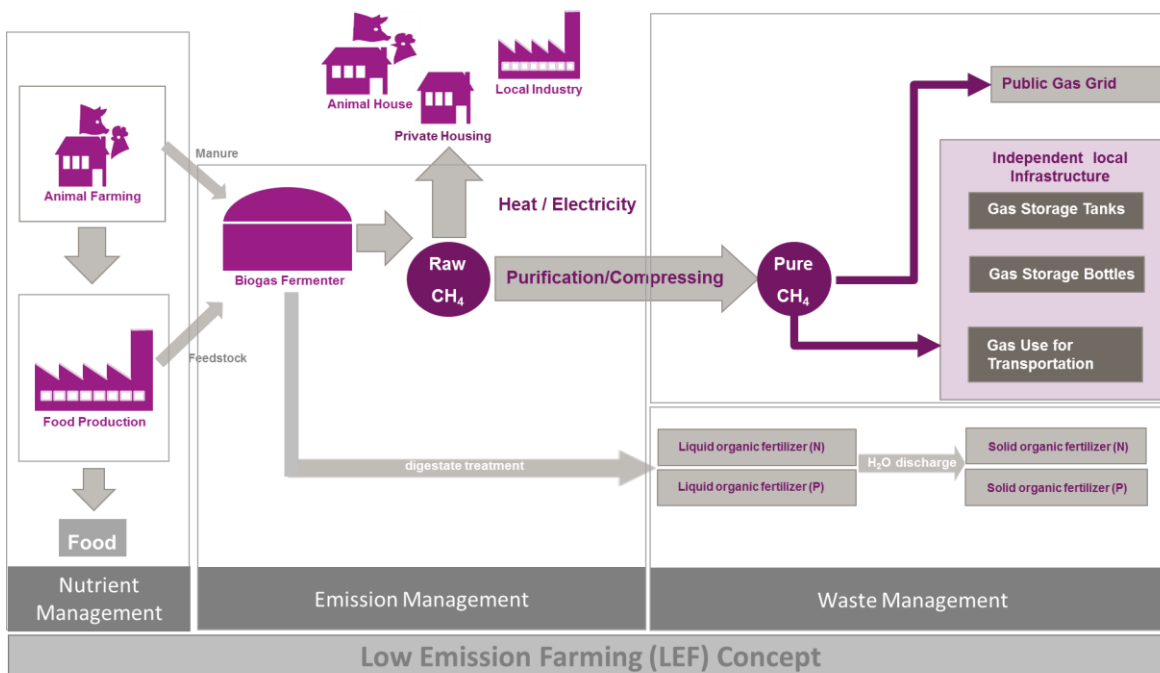 Animal House
Local Industry
Private Housing
Public Gas Grid
Manure
Animal Farming
Independent local
Infrastructure
Gas Storage Tanks
Heat / Electricity
Biogas Fermenter
Raw
CH₄
Purification/Compressing
Pure
CH₄
Gas Storage Bottles
Feedstock
Gas Use for
Transportation
Food Production
digestate treatment
Liquid organic fertilizer (N)
Liquid organic fertilizer (P)
H₂O discharge
Solid organic fertilizer (N)
Solid organic fertilizer (P)
Food
Nutrient
Management
Emission Management
Waste Management
Low Emission Farming (LEF) Concept